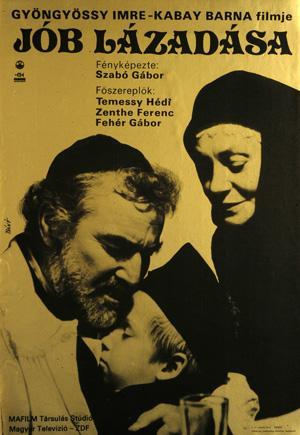 GYÖNGYÖSSY IMRE-KABAY BARNA filmje
JÓB LÁZADÁSA
Fényképezte:
Szabó Gábor
Főszereplők:
Temessy Hédi
Zenthe Ferenc
Fehér Gábor
MAFILM Társulás Stúdió
Magyar Televízió - ZDF